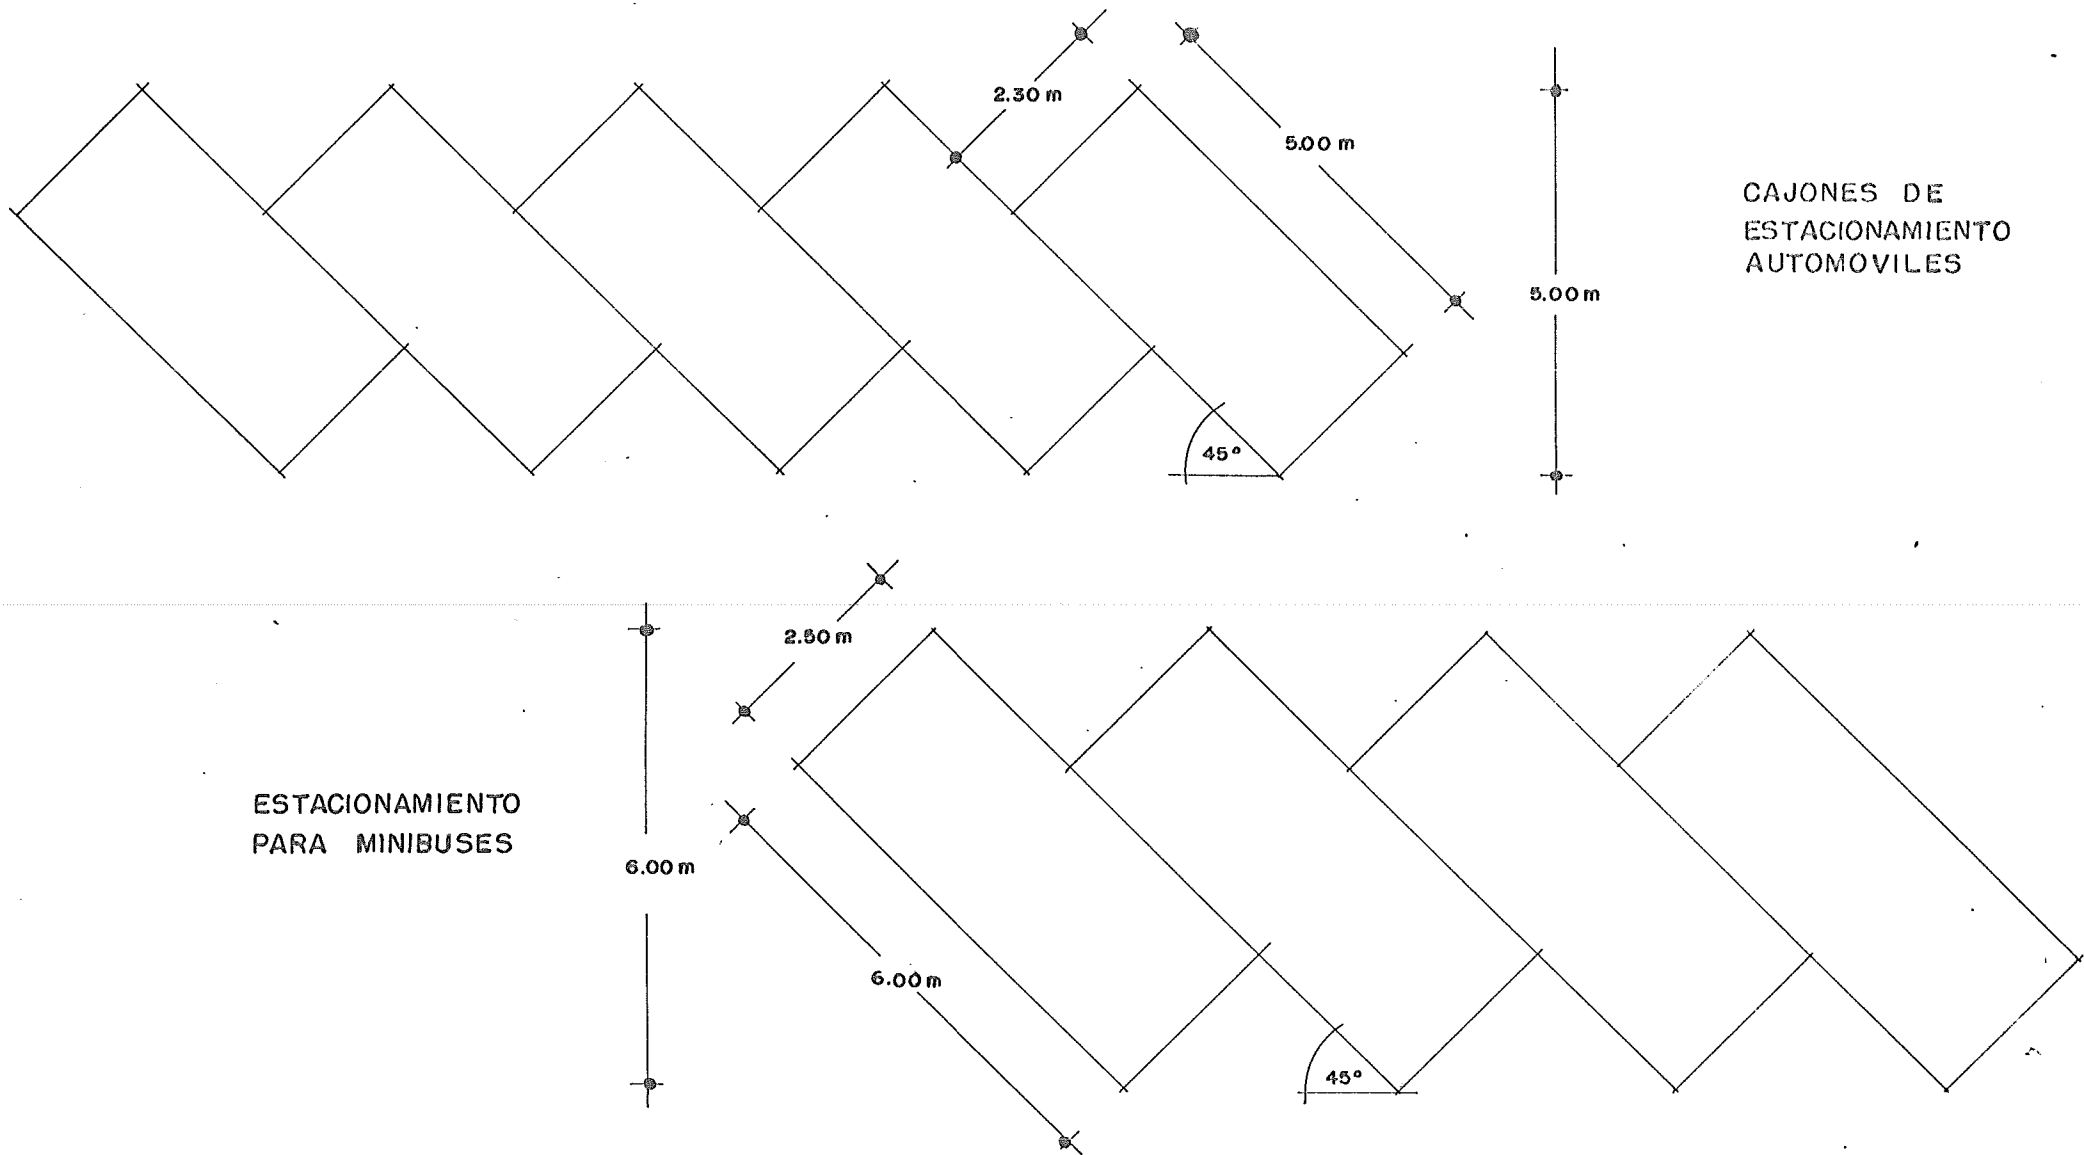 2.30 m
5.00 m
CAJONES DE
ESTACIONAMIENTO
AUTOMOVILES
5.00 m
45°
2.50 m
ESTACIONAMIENTO
PARA MINIBUSES
6.00 m
6.00 m
45°